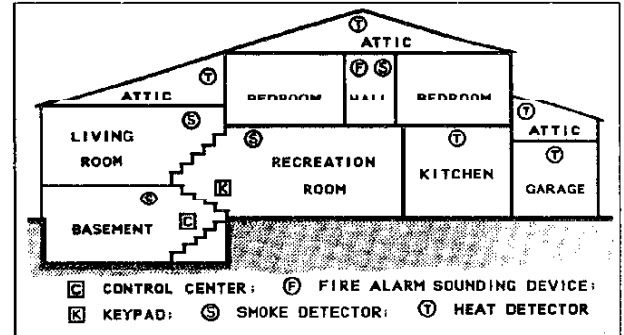 T
ATTIC
T
F S
ATTIC
BEDROOM
HALL
BEDROOM
T
S
ATTIC
LIVING
ROOM
S
RECREATION
ROOM
T
KITCHEN
T
GARAGE
K
S
C
BASEMENT
C CONTROL CENTER; F FIRE ALARM SOUNDING DEVICE;
K KEYPAD; S SMOKE DETECTOR; T HEAT DETECTOR